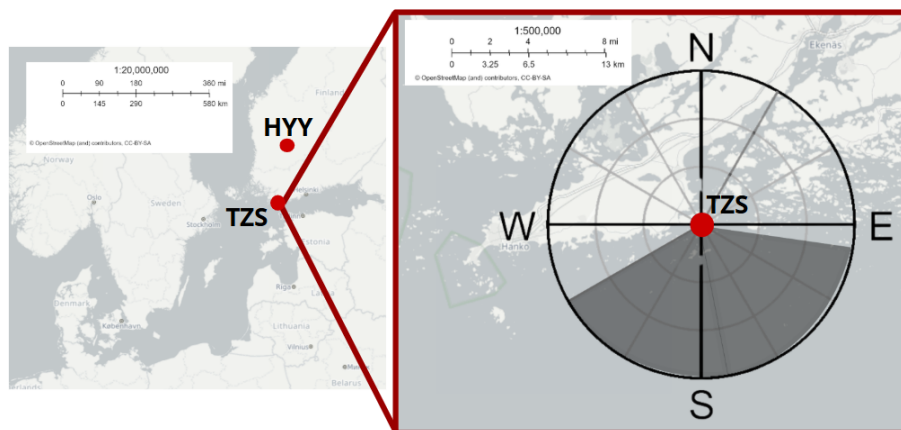 1:20,000,000
0 90 180 360 mi
0 145 290 580 km
© OpenStreetMap (and) contributors, CC-BY-SA
HYY
TZS
Norway
Oslo
Sweden
Stockholm
Finland
Helsinki
Estonia
Riga
Denmark
København
Lithuania
Vilnius
Belarus
1:500,000
0 2 4 8 mi
0 3.25 6.5 13 km
© OpenStreetMap (and) contributors, CC-BY-SA
N
Ekenäs
TZS
W
E
Hanko
S